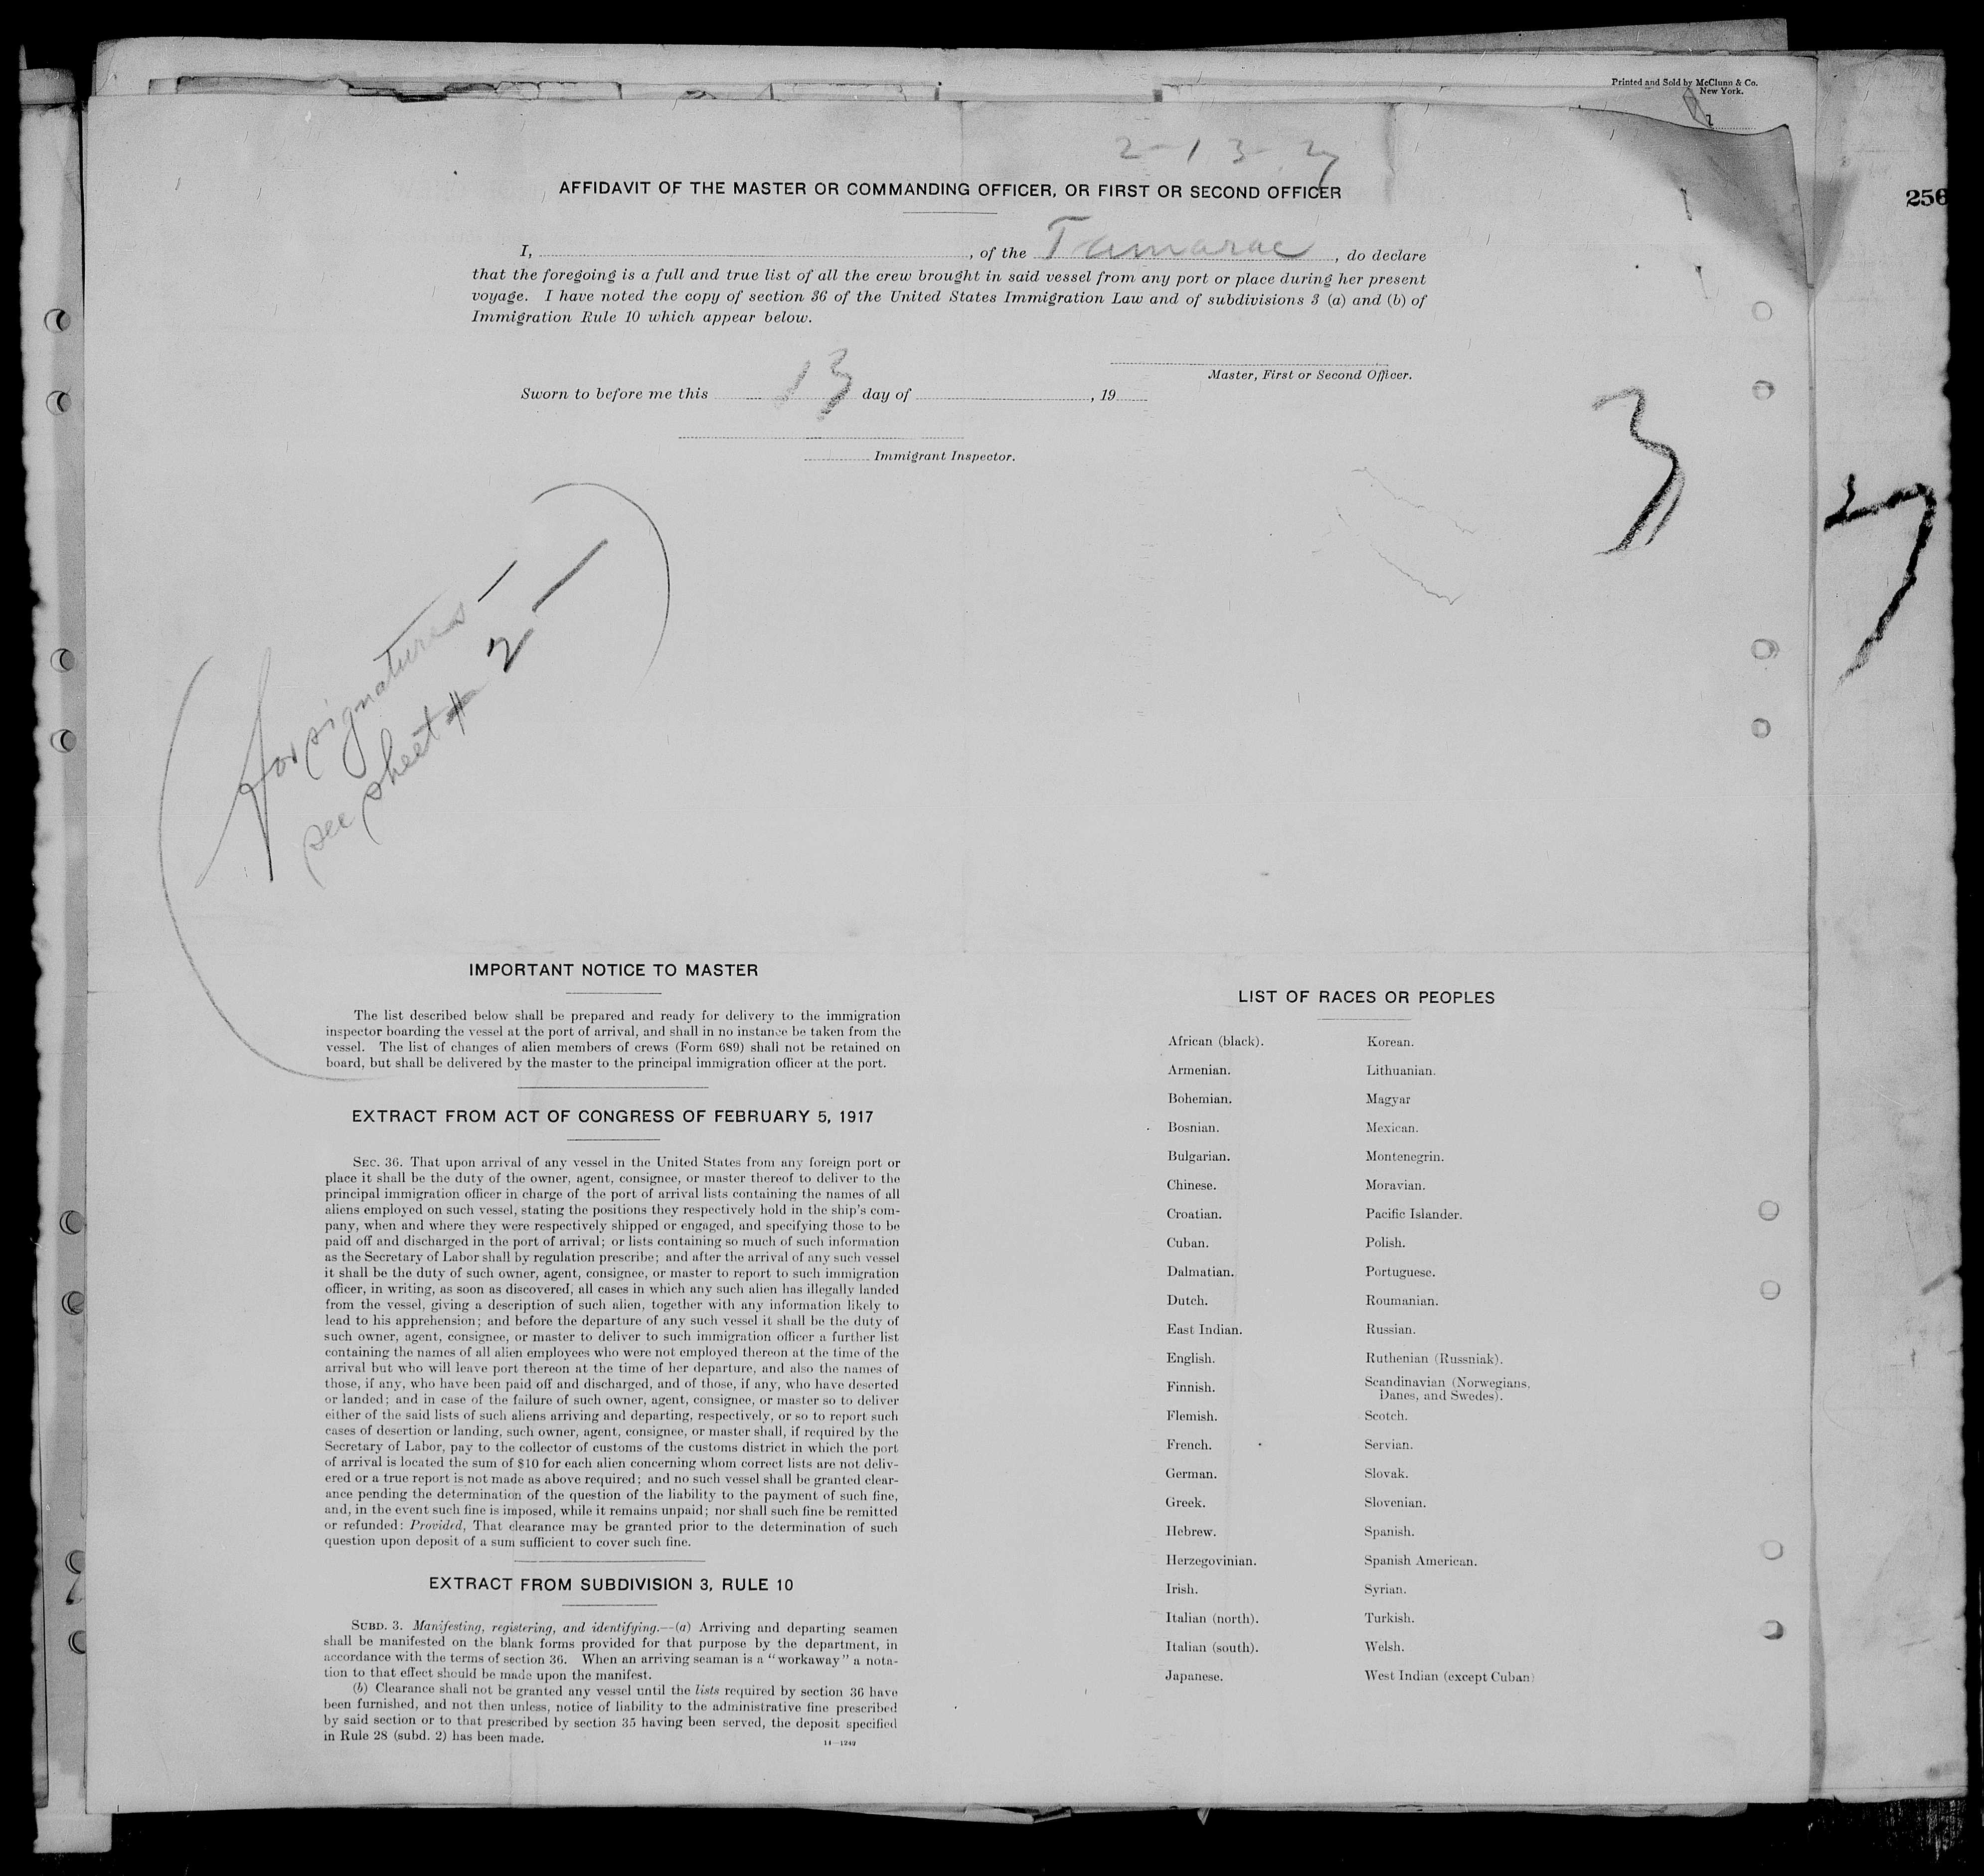 Printed and Sold by McClunn & Co.
New York.
2-13-27
256
AFFIDAVIT OF THE MASTER OR COMMANDING OFFICER, OR FIRST OR SECOND OFFICER
I, , of the Tamarac , do declare
that the foregoing is a full and true list of all the crew brought in said vessel from any port or place during her present
voyage. I have noted the copy of section 36 of the United States Immigration Law and of subdivisions 3 (a) and (b) of
Immigration Rule 10 which appear below.
Master, First or Second Officer.
Sworn to before me this 13 day of , 19
Immigrant Inspector.
3
for signatures—
see sheet # 2 —
IMPORTANT NOTICE TO MASTER
The list described below shall be prepared and ready for delivery to the immigration
inspector boarding the vessel at the port of arrival, and shall in no instance be taken from the
vessel. The list of changes of alien members of crews (Form 689) shall not be retained on
board, but shall be delivered by the master to the principal immigration officer at the port.
EXTRACT FROM ACT OF CONGRESS OF FEBRUARY 5, 1917
SEC. 36. That upon arrival of any vessel in the United States from any foreign port or
place it shall be the duty of the owner, agent, consignee, or master thereof to deliver to the
principal immigration officer in charge of the port of arrival lists containing the names of all
aliens employed on such vessel, stating the positions they respectively hold in the ship's com-
pany, when and where they were respectively shipped or engaged, and specifying those to be
paid off and discharged in the port of arrival; or lists containing so much of such information
as the Secretary of Labor shall by regulation prescribe; and after the arrival of any such vessel
it shall be the duty of such owner, agent, consignee, or master to report to such immigration
officer, in writing, as soon as discovered, all cases in which any such alien has illegally landed
from the vessel, giving a description of such alien, together with any information likely to
lead to his apprehension; and before the departure of any such vessel it shall be the duty of
such owner, agent, consignee, or master to deliver to such immigration officer a further list
containing the names of all alien employees who were not employed thereon at the time of the
arrival but who will leave port thereon at the time of her departure, and also the names of
those, if any, who have been paid off and discharged, and of those, if any, who have deserted
or landed; and in case of the failure of such owner, agent, consignee, or master so to deliver
either of the said lists of such aliens arriving and departing, respectively, or so to report such
cases of desertion or landing, such owner, agent, consignee, or master shall, if required by the
Secretary of Labor, pay to the collector of customs of the customs district in which the port
of arrival is located the sum of $10 for each alien concerning whom correct lists are not deliv-
ered or a true report is not made as above required; and no such vessel shall be granted clear-
ance pending the determination of the question of the liability to the payment of such fine,
and, in the event such fine is imposed, while it remains unpaid; nor shall such fine be remitted
or refunded: Provided, That clearance may be granted prior to the determination of such
question upon deposit of a sum sufficient to cover such fine.
EXTRACT FROM SUBDIVISION 3, RULE 10
SUBD. 3. Manifesting, registering, and identifying.—(a) Arriving and departing seamen
shall be manifested on the blank forms provided for that purpose by the department, in
accordance with the terms of section 36. When an arriving seaman is a "workaway" a nota-
tion to that effect should be made upon the manifest.
(b) Clearance shall not be granted any vessel until the lists required by section 36 have
been furnished, and not then unless, notice of liability to the administrative fine prescribed
by said section or to that prescribed by section 35 having been served, the deposit specified
in Rule 28 (subd. 2) has been made.
14—1249
LIST OF RACES OR PEOPLES
African (black).
Armenian.
Bohemian.
Bosnian.
Bulgarian.
Chinese.
Croatian.
Cuban.
Dalmatian.
Dutch.
East Indian.
English.
Finnish.
Flemish.
French.
German.
Greek.
Hebrew.
Herzegovinian.
Irish.
Italian (north).
Italian (south).
Japanese.
Korean.
Lithuanian.
Magyar
Mexican.
Montenegrin.
Moravian.
Pacific Islander.
Polish.
Portuguese.
Roumanian.
Russian.
Ruthenian (Russniak).
Scandinavian (Norwegians,
Danes, and Swedes).
Scotch.
Servian.
Slovak.
Slovenian.
Spanish.
Spanish American.
Syrian.
Turkish.
Welsh.
West Indian (except Cuban)